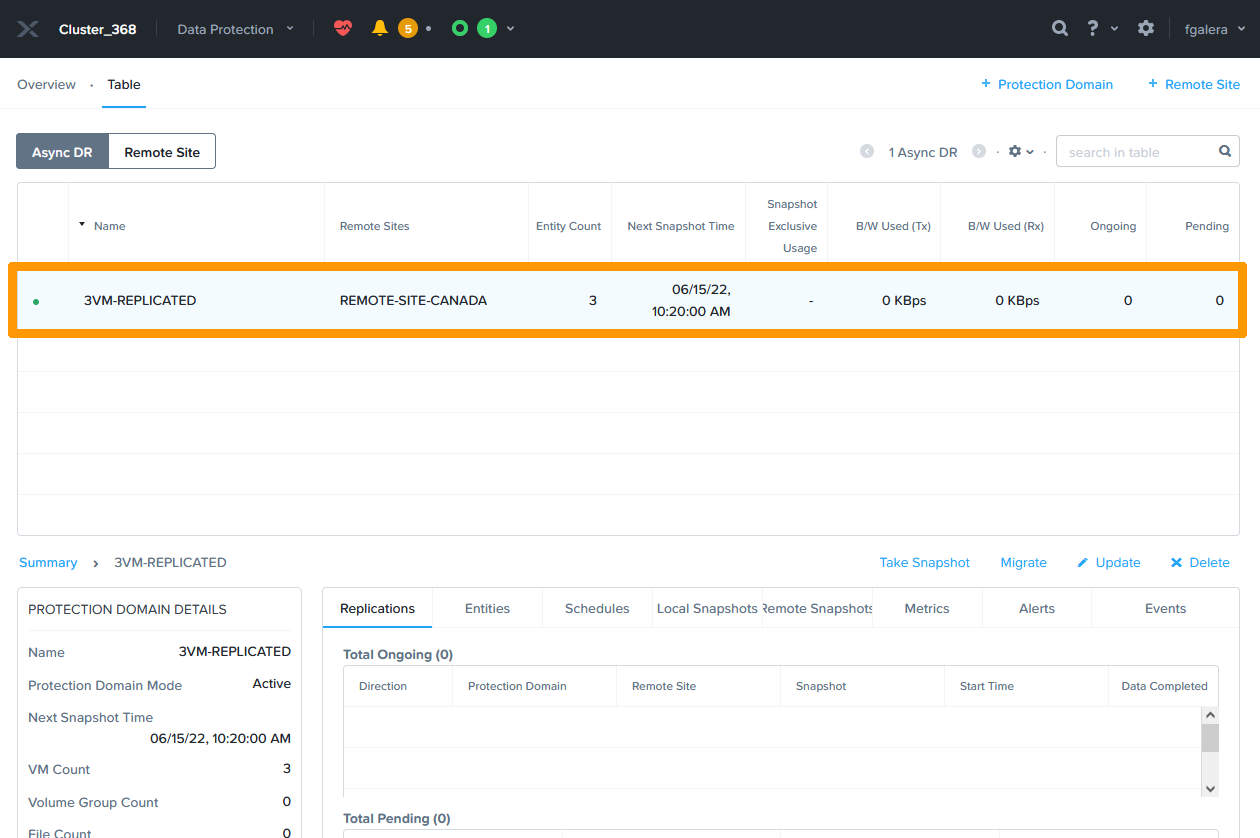 Cluster_368 Data Protection 5 • 1 ? fgalera
Overview · Table + Protection Domain + Remote Site
Async DR Remote Site 1 Async DR · · search in table
Name Remote Sites Entity Count Next Snapshot Time Snapshot Exclusive Usage B/W Used (Tx) B/W Used (Rx) Ongoing Pending
3VM-REPLICATED REMOTE-SITE-CANADA 3 06/15/22, 10:20:00 AM - 0 KBps 0 KBps 0 0
Summary › 3VM-REPLICATED Take Snapshot Migrate Update Delete
PROTECTION DOMAIN DETAILS
Name 3VM-REPLICATED
Protection Domain Mode Active
Next Snapshot Time
06/15/22, 10:20:00 AM
VM Count 3
Volume Group Count 0
File Count 0
Replications Entities Schedules Local Snapshots Remote Snapshots Metrics Alerts Events
Total Ongoing (0)
Direction Protection Domain Remote Site Snapshot Start Time Data Completed
Total Pending (0)